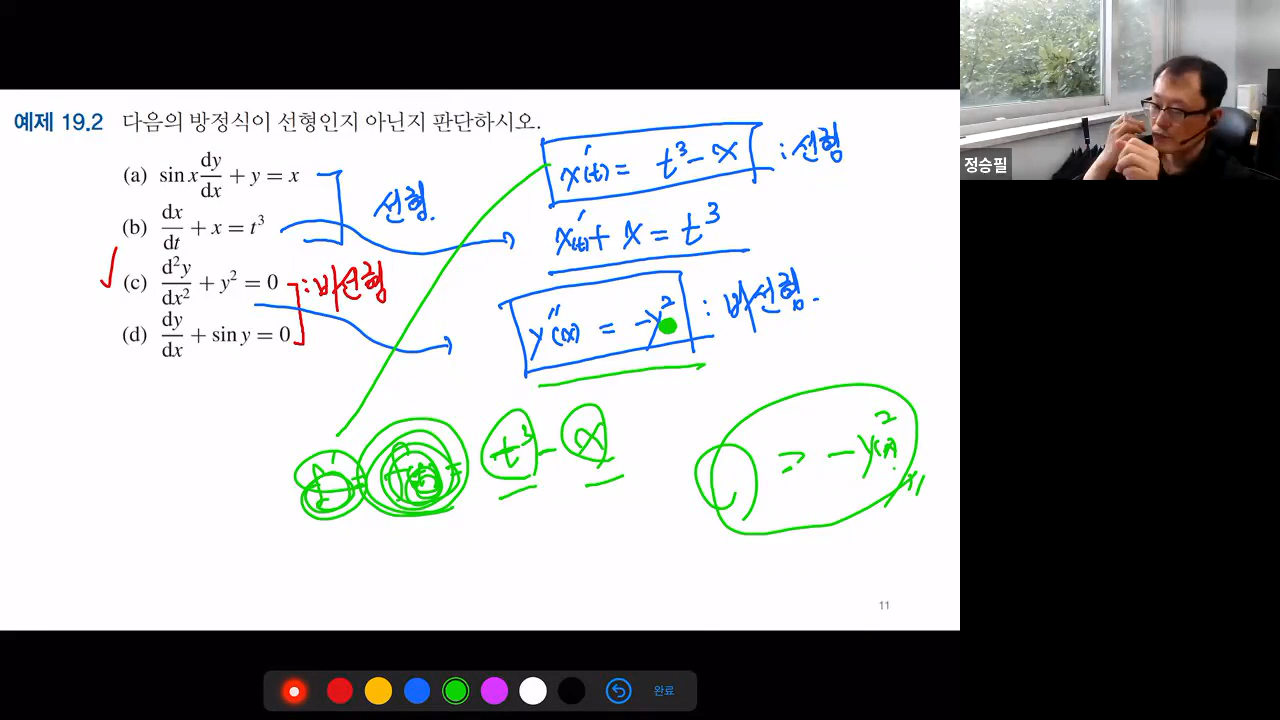 예제 19.2 다음의 방정식이 선형인지 아닌지 판단하시오.
(a) sin x dy/dx + y = x
(b) dx/dt + x = t³
(c) d²y/dx² + y² = 0
(d) dy/dx + sin y = 0
선형.
: 비선형
x'(t) = t³ - x : 선형
x'(t) + x = t³
y''(x) = -y² : 비선형.
t³ - x
-y(x)²
11
정승필
완료